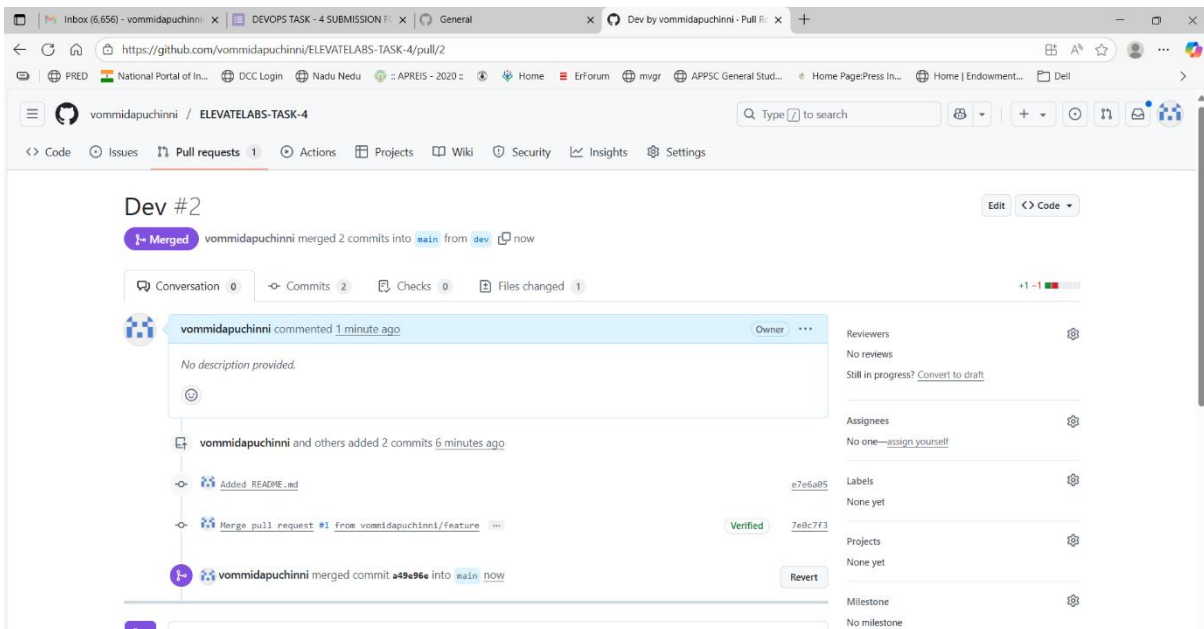 Inbox (6,656) - vommidapuchinni
DEVOPS TASK - 4 SUBMISSION F
General
Dev by vommidapuchinni · Pull R
https://github.com/vommidapuchinni/ELEVATELABS-TASK-4/pull/2
PRED
National Portal of In...
DCC Login
Nadu Nedu
:: APREIS - 2020 ::
Home
ErForum
mvgr
APPSC General Stud...
Home Page:Press In...
Home | Endowment...
Dell
vommidapuchinni / ELEVATELABS-TASK-4
Type / to search
Code
Issues
Pull requests 1
Actions
Projects
Wiki
Security
Insights
Settings
Dev #2
Edit
<> Code
Merged
vommidapuchinni merged 2 commits into main from dev now
Conversation 0
Commits 2
Checks 0
Files changed 1
+1 −1
vommidapuchinni commented 1 minute ago
Owner
No description provided.
vommidapuchinni and others added 2 commits 6 minutes ago
Added README.md
e7e6a05
Merge pull request #1 from vommidapuchinni/feature ...
Verified
7e0c7f3
vommidapuchinni merged commit a49e96e into main now
Revert
Reviewers
No reviews
Still in progress? Convert to draft
Assignees
No one—assign yourself
Labels
None yet
Projects
None yet
Milestone
No milestone